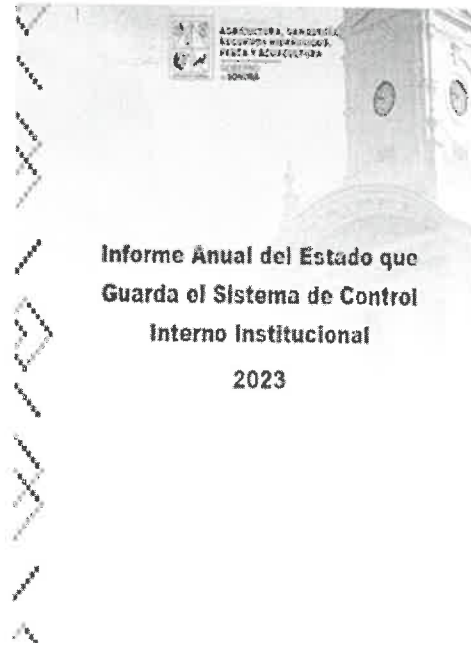 AGRICULTURA, GANADERÍA,
RECURSOS HIDRÁULICOS,
PESCA Y ACUACULTURA
SONORA
Informe Anual del Estado que
Guarda el Sistema de Control
Interno Institucional
2023